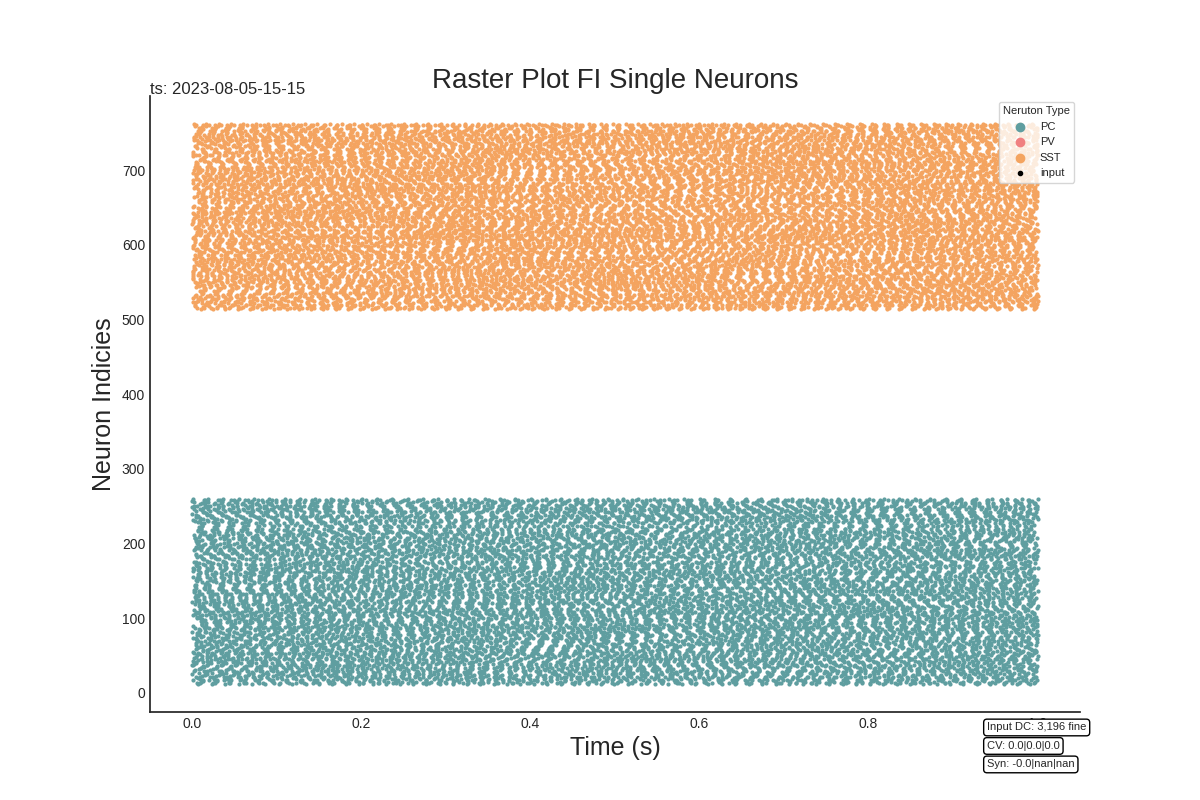 Raster Plot FI Single Neurons
ts: 2023-08-05-15-15
Neruton Type
PC
PV
SST
input
Neuron Indicies
700
600
500
400
300
200
100
0
0.0 0.2 0.4 0.6 0.8
Time (s)
Input DC: 3,196 fine
CV: 0.0|0.0|0.0
Syn: -0.0|nan|nan